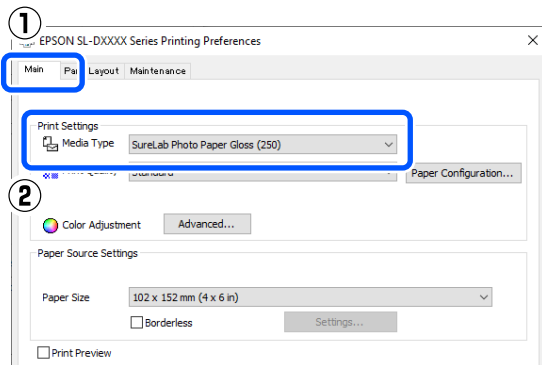 ①
EPSON SL-DXXXX Series Printing Preferences
Main Layout Maintenance
Print Settings
Media Type SureLab Photo Paper Gloss (250)
Paper Configuration...
②
Color Adjustment Advanced...
Paper Source Settings
Paper Size 102 x 152 mm (4 x 6 in)
Borderless Settings...
Print Preview